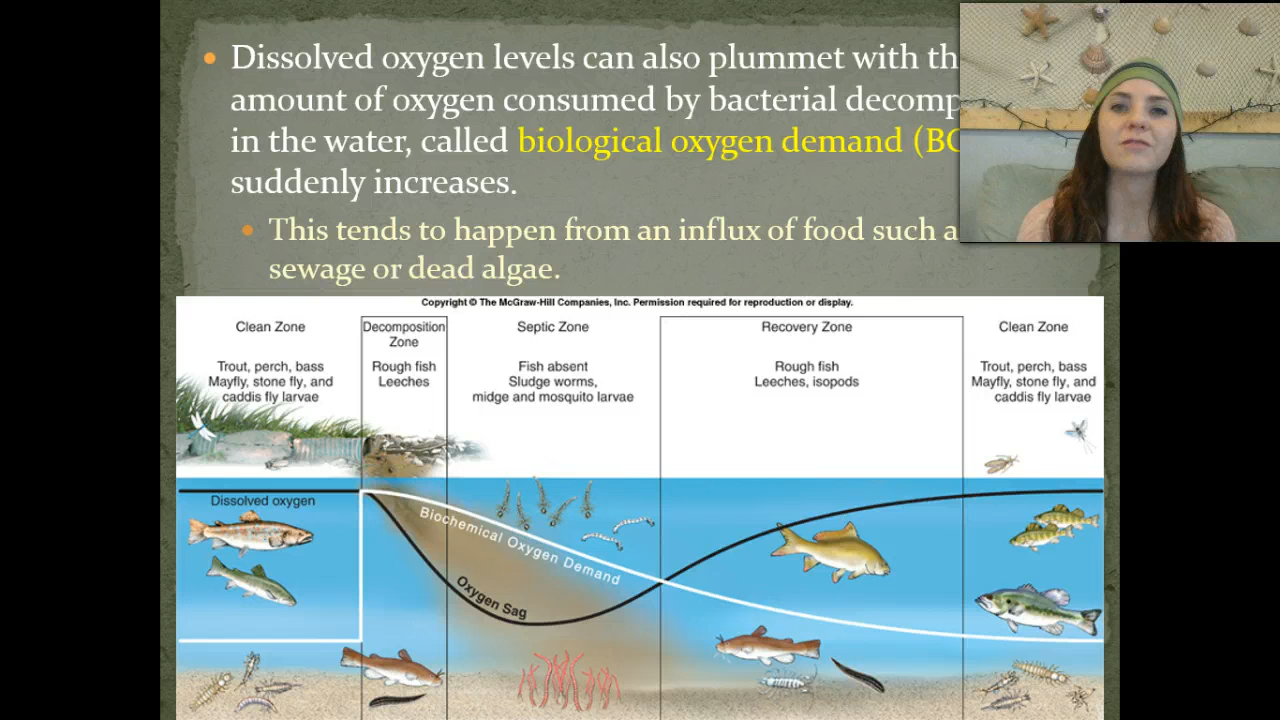 Dissolved oxygen levels can also plummet with
amount of oxygen consumed by bacterial
in the water, called biological oxygen demand
suddenly increases.
This tends to happen from an influx of food such
sewage or dead algae.
Copyright © The McGraw-Hill Companies, Inc. Permission required for reproduction or display.
Clean Zone
Trout, perch, bass
Mayfly, stone fly, and
caddis fly larvae
Decomposition
Zone
Rough fish
Leeches
Septic Zone
Fish absent
Sludge worms,
midge and mosquito larvae
Recovery Zone
Rough fish
Leeches, isopods
Clean Zone
Trout, perch, bass
Mayfly, stone fly, and
caddis fly larvae
Dissolved oxygen
Biochemical Oxygen Demand
Oxygen Sag